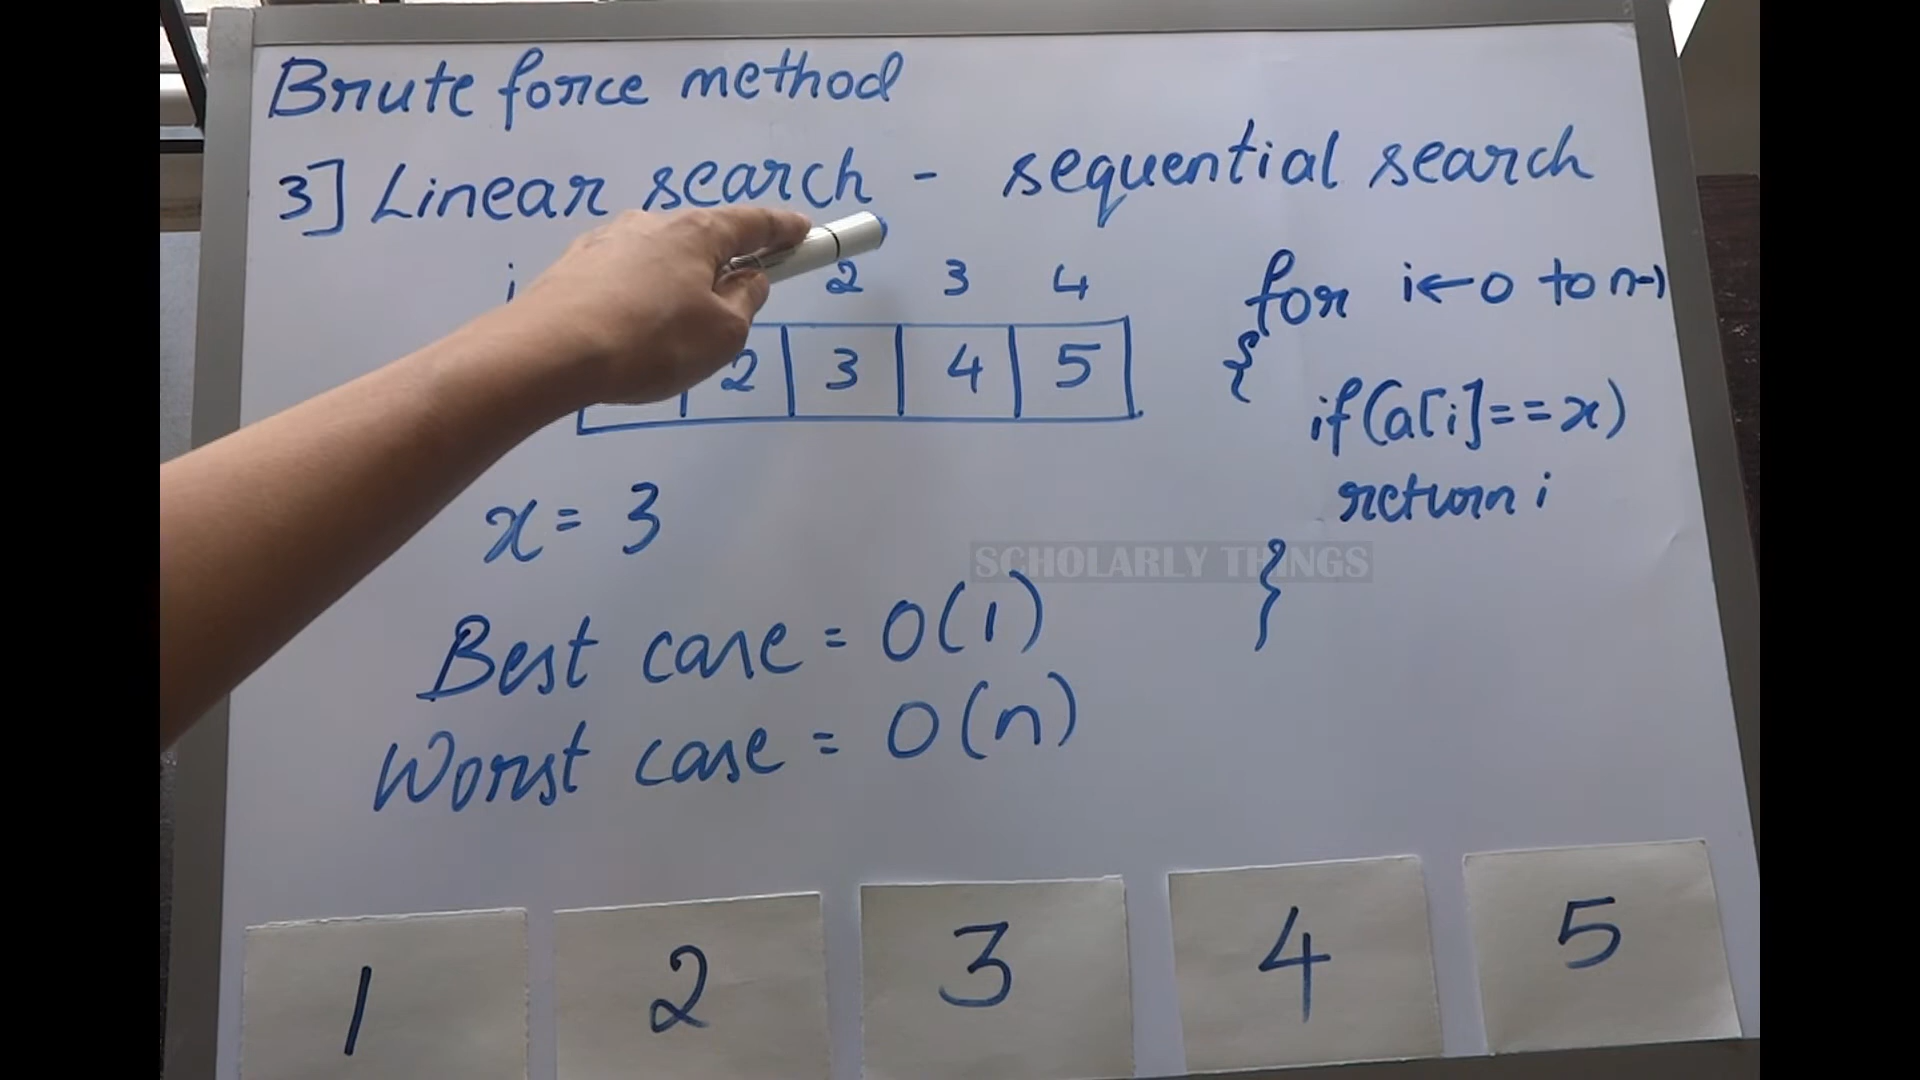 Brute force method
3] Linear search - sequential search
i 2 3 4
2 3 4 5
x = 3
Best case = O(1)
Worst case = O(n)
for i ← 0 to n-1
{
if(a[i]==x)
return i
}
SCHOLARLY THINGS
1 2 3 4 5